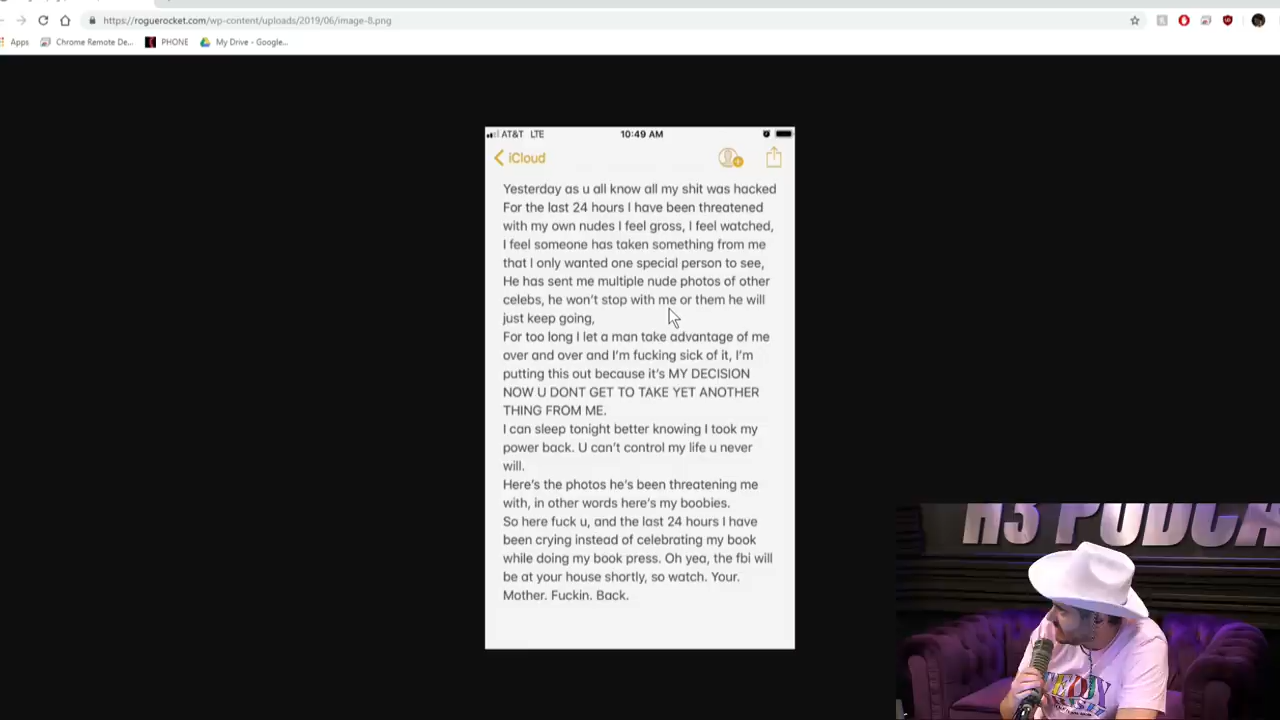 https://roguerocket.com/wp-content/uploads/2019/06/image-8.png
Apps Chrome Remote De... PHONE My Drive - Google...
AT&T LTE 10:49 AM
iCloud
Yesterday as u all know all my shit was hacked
For the last 24 hours I have been threatened
with my own nudes I feel gross, I feel watched,
I feel someone has taken something from me
that I only wanted one special person to see,
He has sent me multiple nude photos of other
celebs, he won't stop with me or them he will
just keep going,
For too long I let a man take advantage of me
over and over and I'm fucking sick of it, I'm
putting this out because it's MY DECISION
NOW U DONT GET TO TAKE YET ANOTHER
THING FROM ME.
I can sleep tonight better knowing I took my
power back. U can't control my life u never
will.
Here's the photos he's been threatening me
with, in other words here's my boobies.
So here fuck u, and the last 24 hours I have
been crying instead of celebrating my book
while doing my book press. Oh yea, the fbi will
be at your house shortly, so watch. Your.
Mother. Fuckin. Back.
H3 PODCA
TEDDY